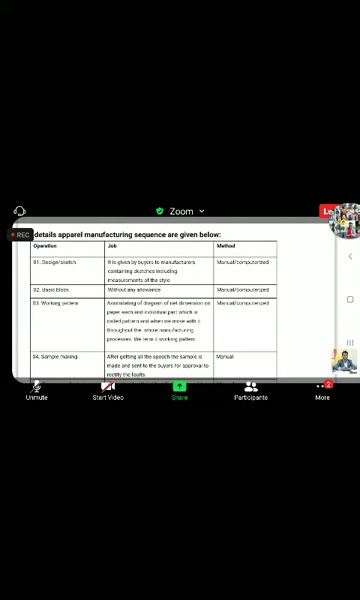 Zoom
REC
details apparel manufacturing sequence are given below:
Operation Job Method
01. Design/sketch It is given by buyers to manufacturers Manual/computerized
containing sketches including
measurements of the style
02. Basic block Without any allowance Manual/computerized
03. Working pattern of diagram of net dimension on Manual/computerized
paper each and individual part which is
called pattern and when we move with it
throughout the whole manufacturing
processes. We term it working pattern.
04. Sample making After getting all the speech the sample is Manual
made and sent to the buyers for approval to
rectify the faults.
2
Unmute Start Video Share Participants More